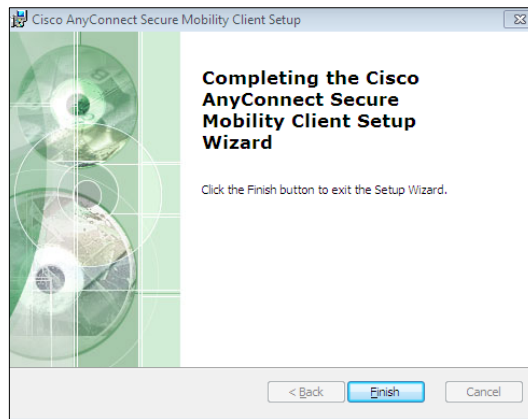 Cisco AnyConnect Secure Mobility Client Setup
Completing the Cisco
AnyConnect Secure
Mobility Client Setup
Wizard
Click the Finish button to exit the Setup Wizard.
< Back
Finish
Cancel